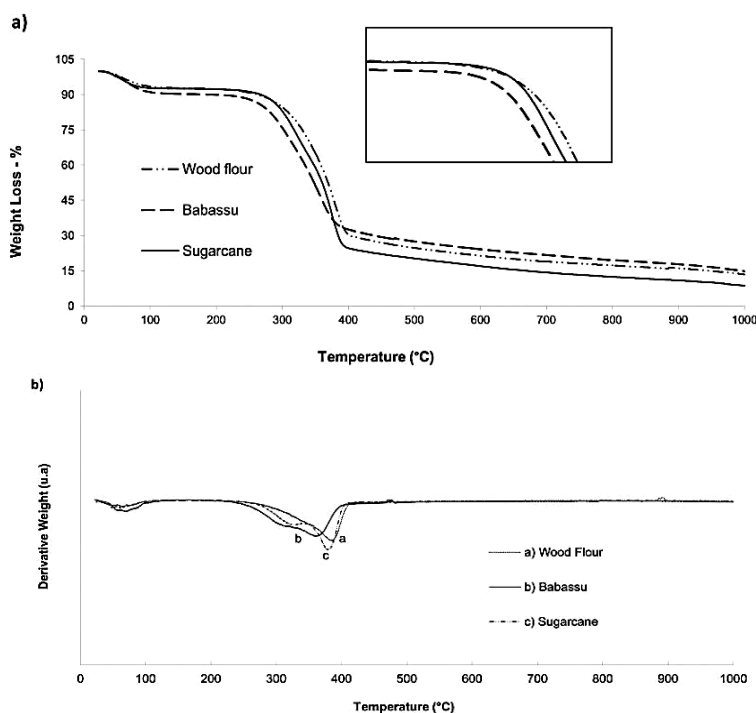 a)
105
90
75
60
45
30
15
0
Weight Loss - %
Wood flour
Babassu
Sugarcane
0 100 200 300 400 500 600 700 800 900 1000
Temperature (°C)
b)
Derivative Weight (u.a)
b
a
c
a) Wood Flour
b) Babassu
c) Sugarcane
0 100 200 300 400 500 600 700 800 900 1000
Temperature (°C)